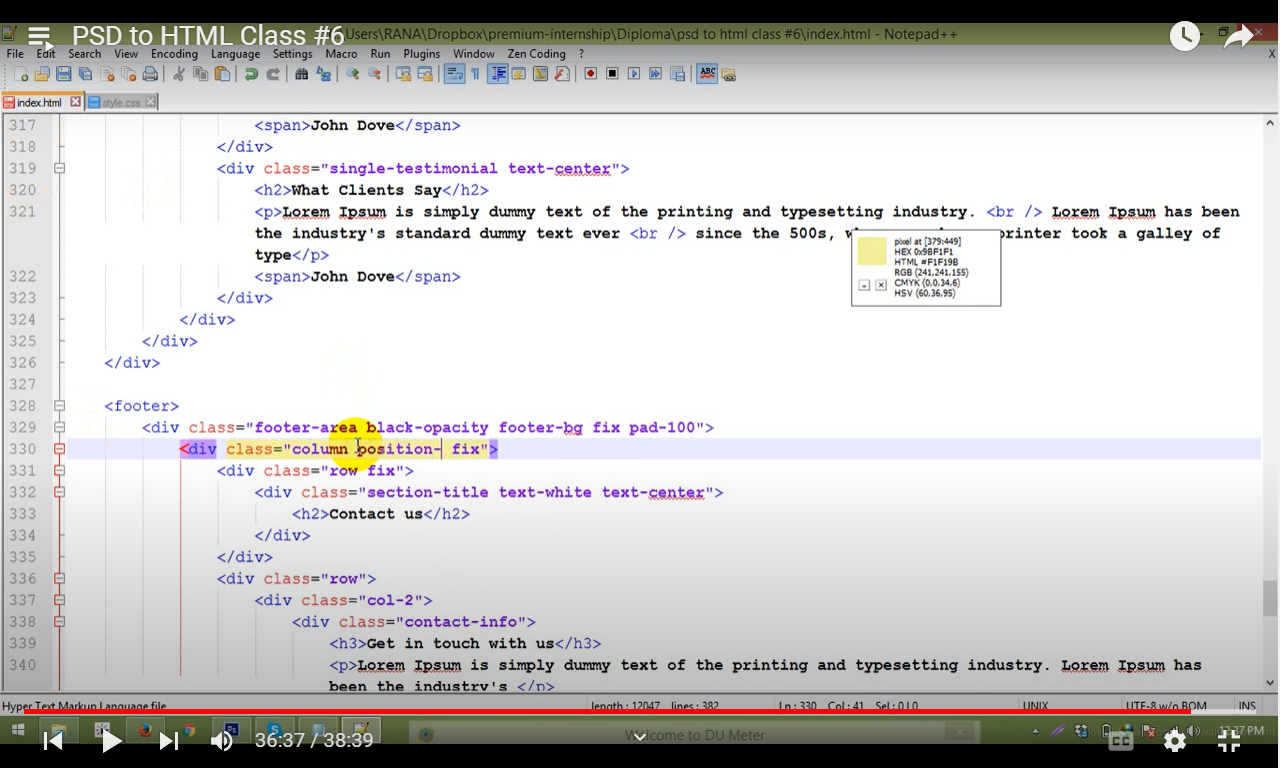 PSD to HTML Class #6
Users\RANA\Dropbox\premium-internship\Diploma\psd to html class #6\index.html - Notepad++
File Edit Search View Encoding Language Settings Macro Run Plugins Window Zen Coding ? X
index.html style.css
317 <span>John Dove</span>
318 </div>
319 <div class="single-testimonial text-center">
320 <h2>What Clients Say</h2>
321 <p>Lorem Ipsum is simply dummy text of the printing and typesetting industry. <br /> Lorem Ipsum has been
the industry's standard dummy text ever <br /> since the 500s, printer took a galley of
type</p>
322 <span>John Dove</span>
323 </div>
324 </div>
325 </div>
326 </div>
327
328 <footer>
329 <div class="footer-area black-opacity footer-bg fix pad-100">
330 <div class="column position- fix">
331 <div class="row fix">
332 <div class="section-title text-white text-center">
333 <h2>Contact us</h2>
334 </div>
335 </div>
336 <div class="row">
337 <div class="col-2">
338 <div class="contact-info">
339 <h3>Get in touch with us</h3>
340 <p>Lorem Ipsum is simply dummy text of the printing and typesetting industry. Lorem Ipsum has
been the industry's </p>
pixel at [379:449]
HEX 0x9BF1F1
HTML #F1F19B
RGB (241,241,155)
CMYK (0,0,34,6)
HSV (60,36,95)
Hyper Text Markup Language file length : 12047 lines : 382 Ln : 330 Col : 41 Sel : 0 | 0 UNIX UTF-8 w/o BOM INS
Welcome to DU Meter
36:37 / 38:39
CC
12:37 PM